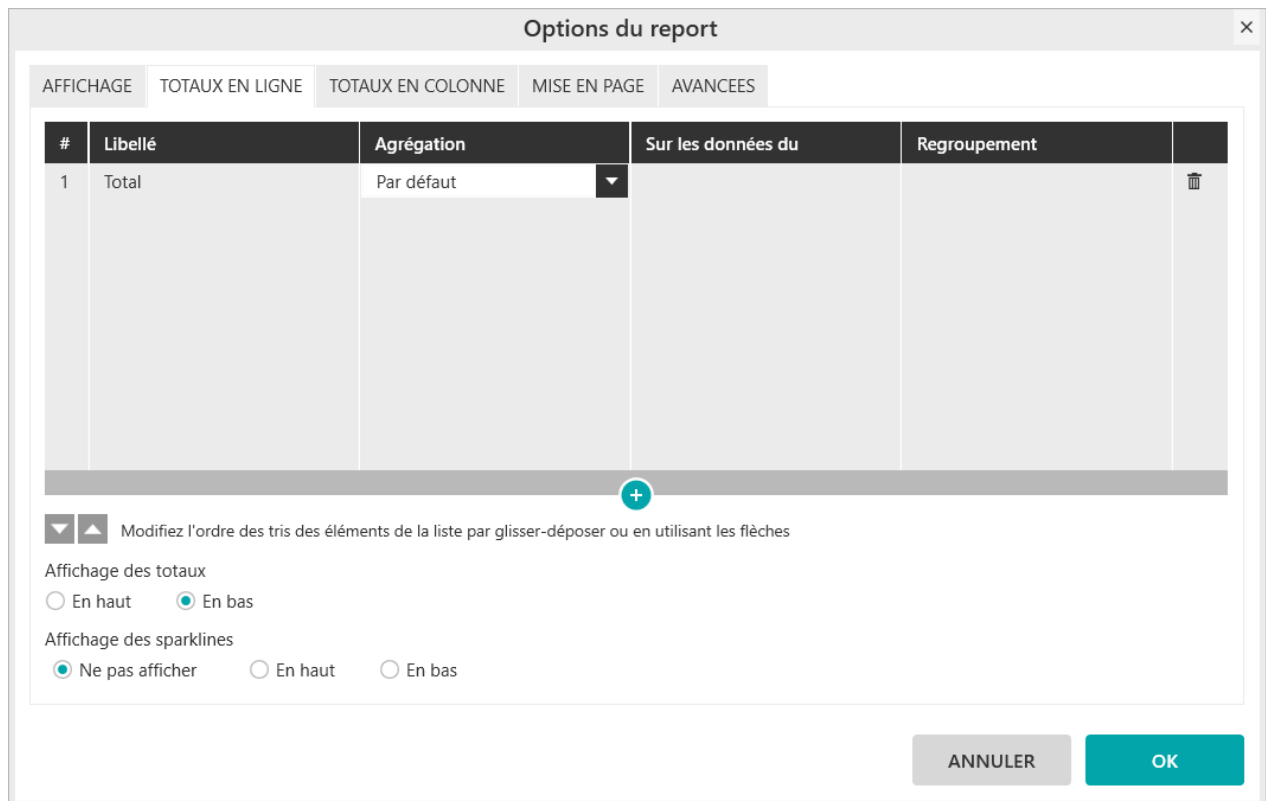 Options du report
AFFICHAGE TOTAUX EN LIGNE TOTAUX EN COLONNE MISE EN PAGE AVANCEES
# Libellé Agrégation Sur les données du Regroupement
1 Total Par défaut
Modifiez l'ordre des tris des éléments de la liste par glisser-déposer ou en utilisant les flèches
Affichage des totaux
En haut En bas
Affichage des sparklines
Ne pas afficher En haut En bas
ANNULER OK